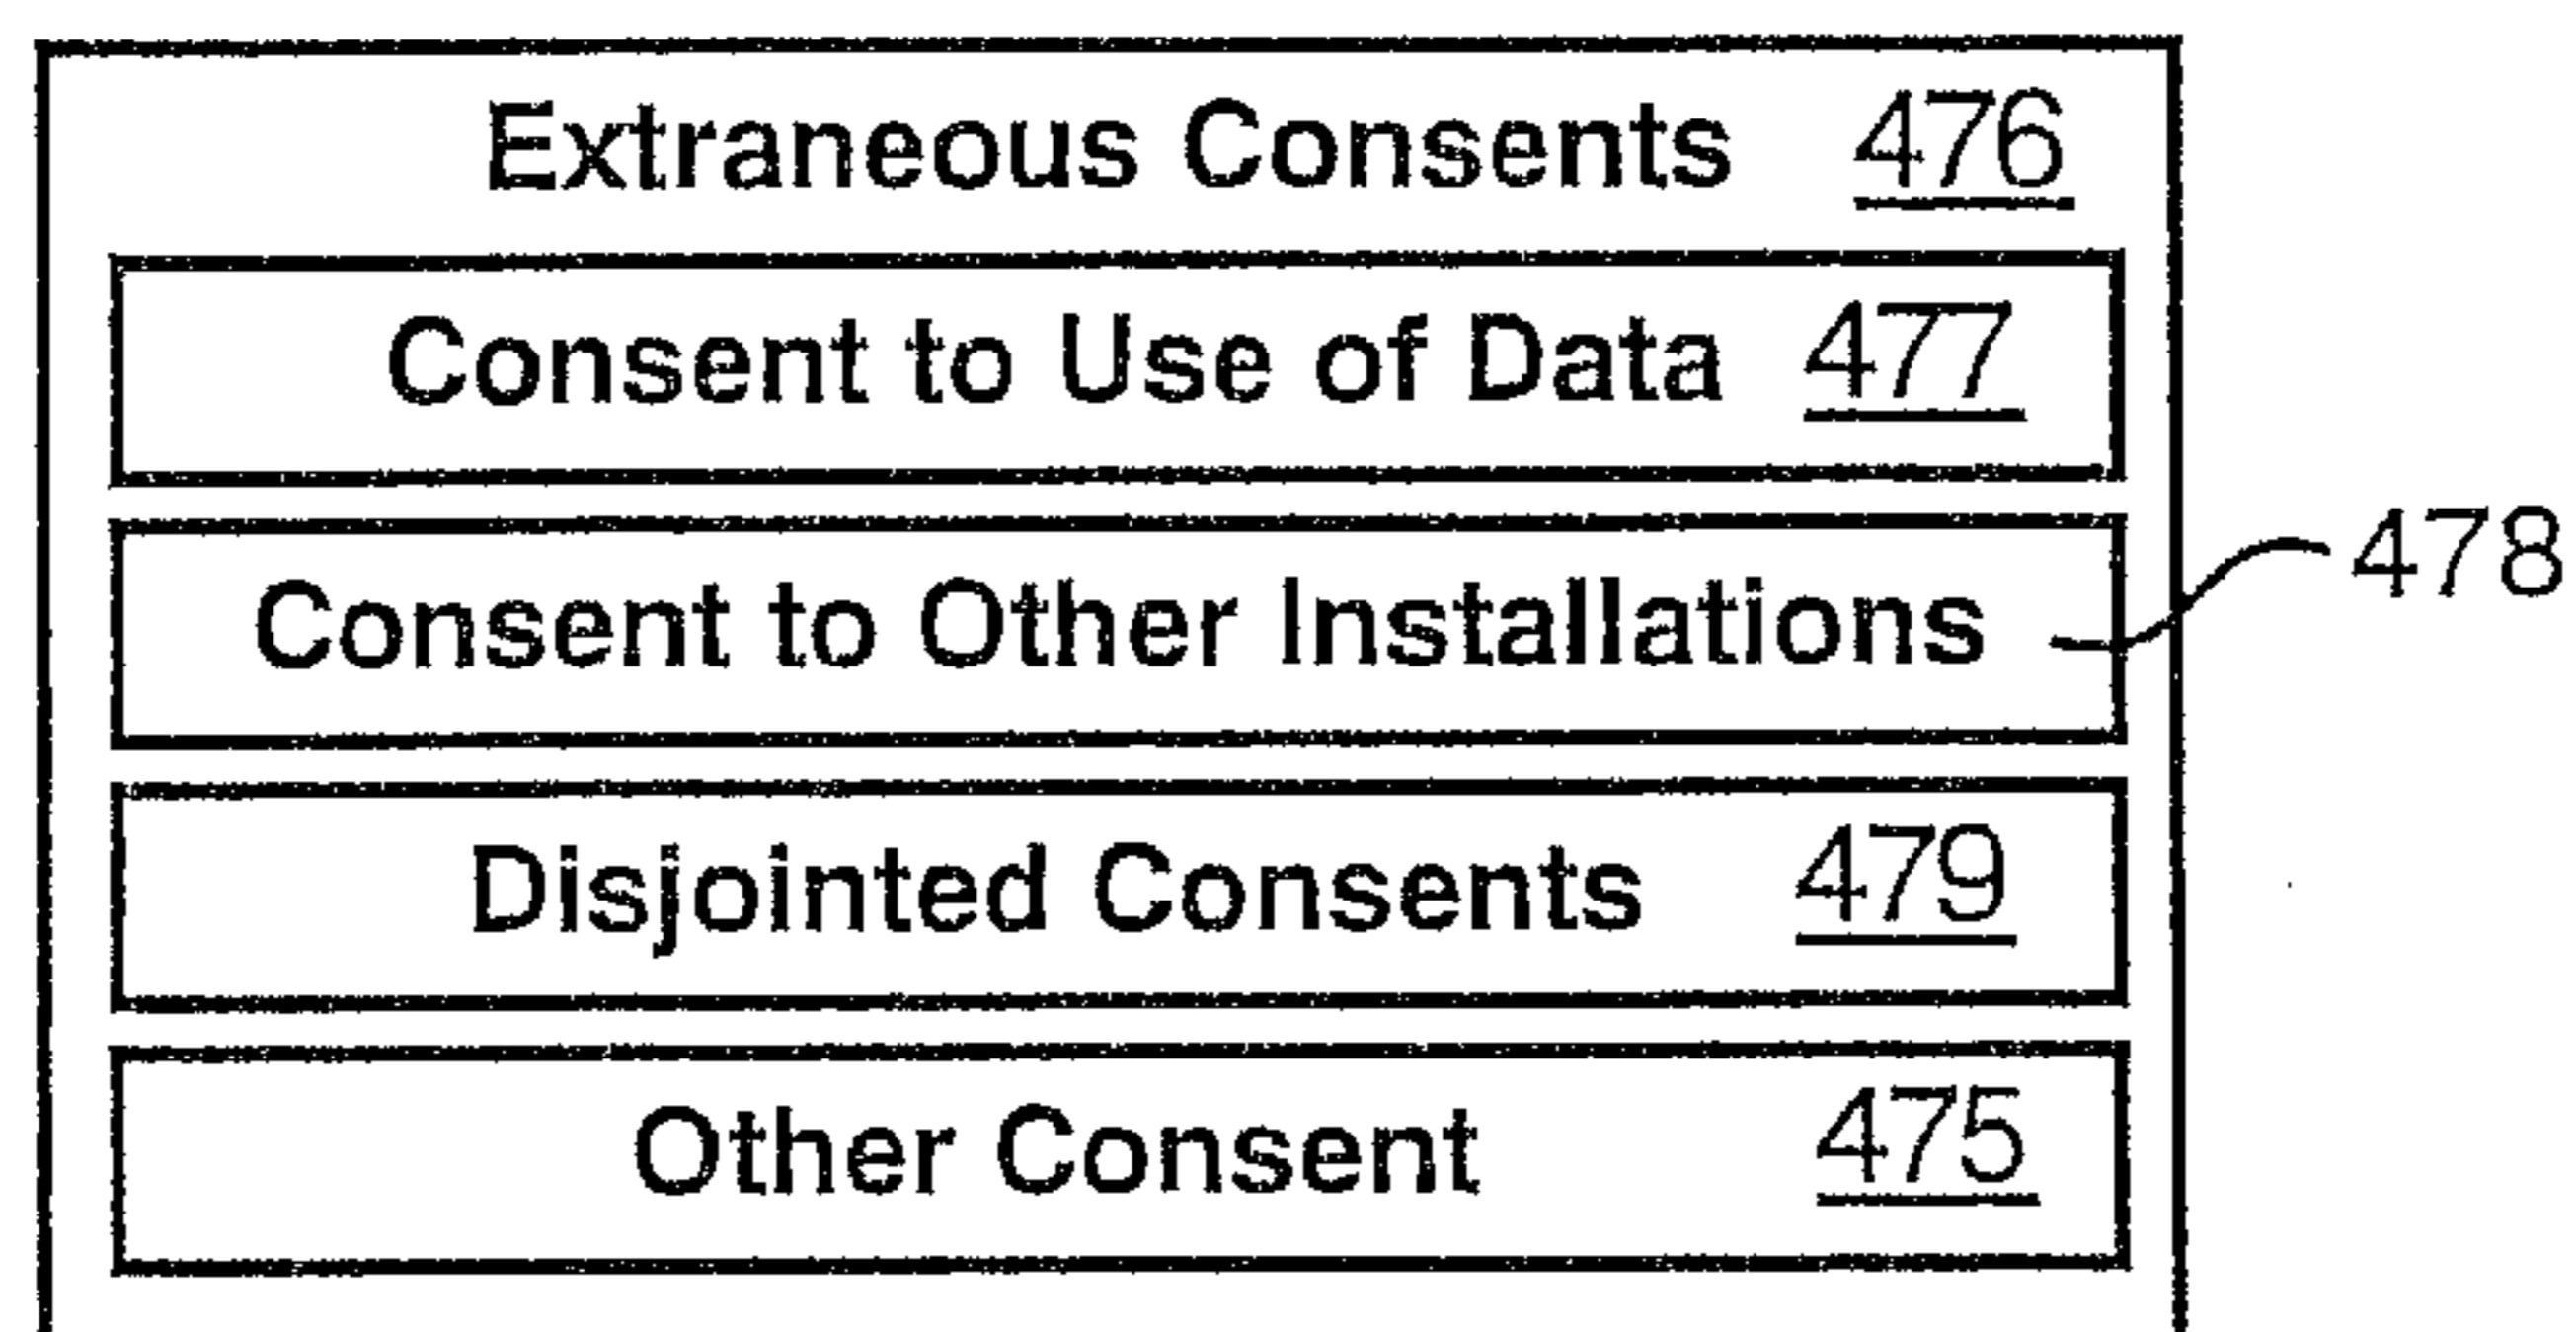 Extraneous Consents 476
Consent to Use of Data 477
Consent to Other Installations 478
Disjointed Consents 479
Other Consent 475